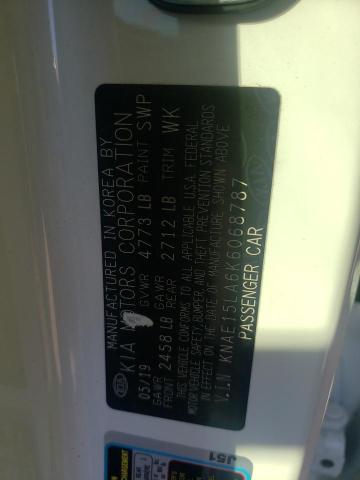 MANUFACTURED IN KOREA BY
KIA MOTORS CORPORATION
05/19 GVWR 4773 LB PAINT SWP
GAWR FRONT 2458 LB GAWR REAR 2712 LB TRIM WK
THIS VEHICLE CONFORMS TO ALL APPLICABLE U.S.A. FEDERAL
MOTOR VEHICLE SAFETY, BUMPER, AND THEFT PREVENTION STANDARDS
IN EFFECT ON THE DATE OF MANUFACTURE SHOWN ABOVE
V.I.N KNAE15LA6K6068787
PASSENGER CAR
KIA
J51